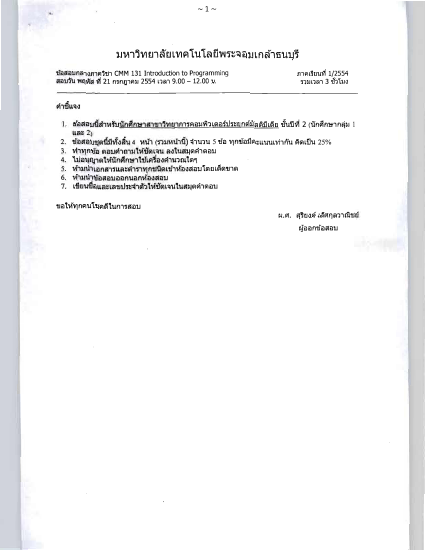 ~ 1 ~
มหาวิทยาลัยเทคโนโลยีพระจอมเกล้าธนบุรี
ข้อสอบกลางภาควิชา CMM 131 Introduction to Programming ภาคเรียนที่ 1/2554
สอบวัน พฤหัส ที่ 21 กรกฎาคม 2554 เวลา 9.00 – 12.00 น. รวมเวลา 3 ชั่วโมง
คำชี้แจง
1. ข้อสอบนี้สำหรับนักศึกษาสาขาวิทยาการคอมพิวเตอร์ประยุกต์มัลติมีเดีย ชั้นปีที่ 2 (นักศึกษากลุ่ม 1
และ 2)
2. ข้อสอบชุดนี้มีทั้งสิ้น 4 หน้า (รวมหน้านี้) จำนวน 5 ข้อ ทุกข้อมีคะแนนเท่ากัน คิดเป็น 25%
3. ทำทุกข้อ ตอบคำถามให้ชัดเจน ลงในสมุดคำตอบ
4. ไม่อนุญาตให้นักศึกษาใช้เครื่องคำนวณใดๆ
5. ห้ามนำเอกสารและตำราทุกชนิดเข้าห้องสอบโดยเด็ดขาด
6. ห้ามนำข้อสอบออกนอกห้องสอบ
7. เขียนชื่อและเลขประจำตัวให้ชัดเจนในสมุดคำตอบ
ขอให้ทุกคนโชคดีในการสอบ
ผ.ศ. สุริยงค์ เลิศกุลวาณิชย์
ผู้ออกข้อสอบ